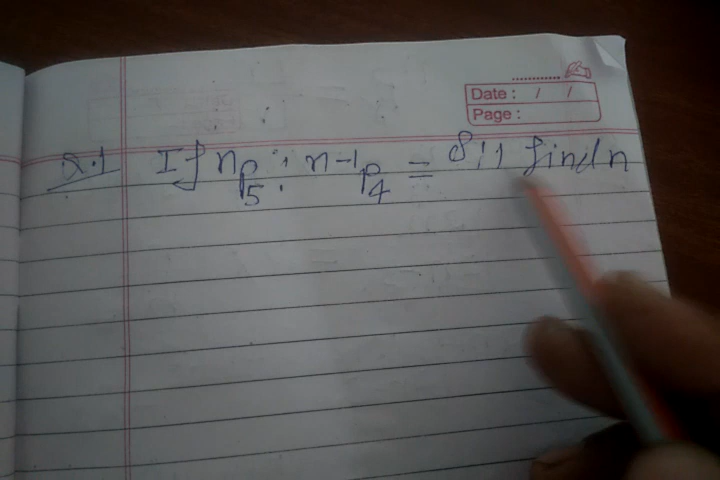 Date : / /
Page :
Q.1 If nP5 : n-1P4 = 8:1 find n